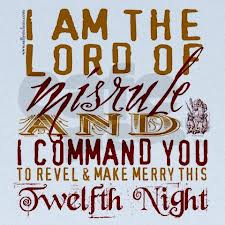 I AM THE
LORD OF
Misrule
AND
I COMMAND YOU
TO REVEL & MAKE MERRY THIS
Twelfth Night